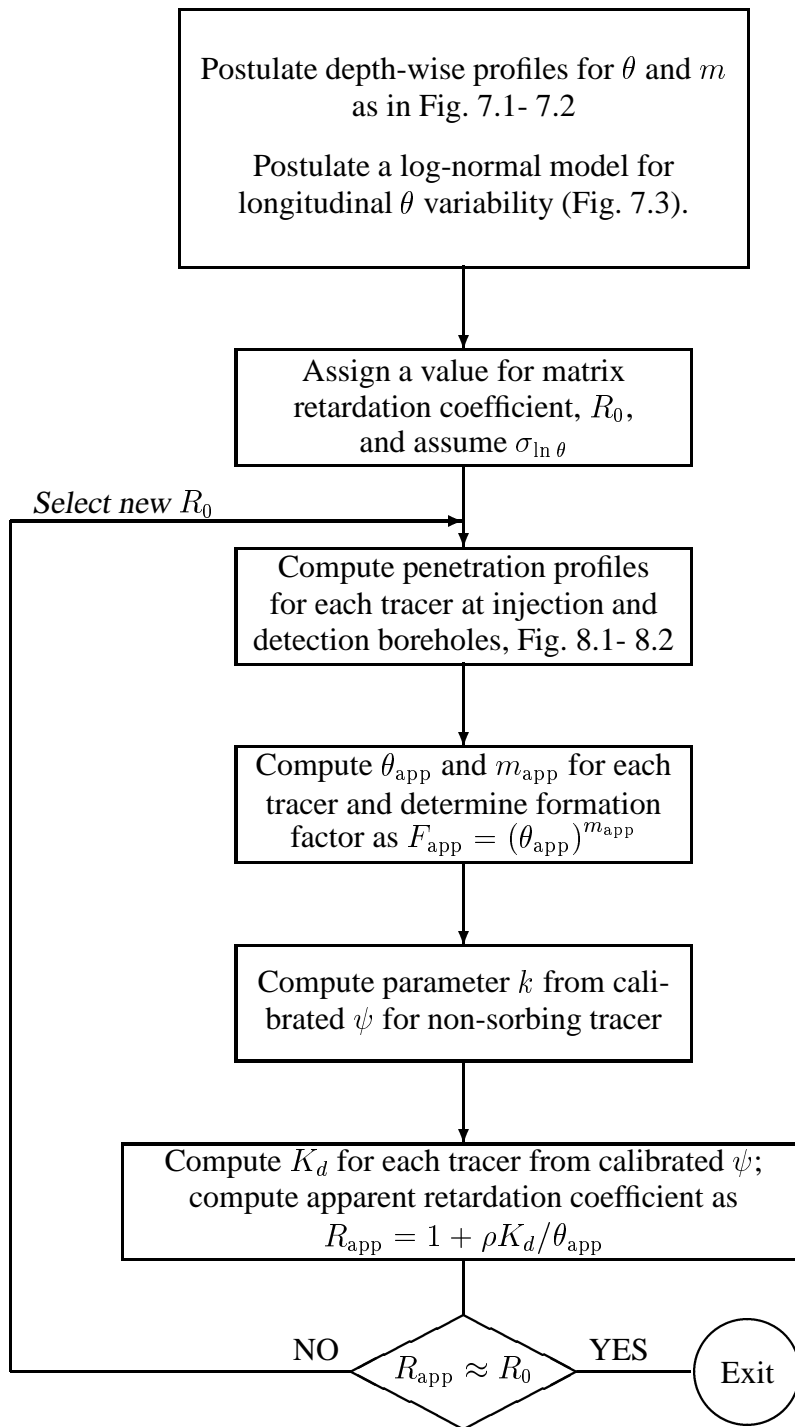 Postulate depth-wise profiles for θ and m
as in Fig. 7.1- 7.2
Postulate a log-normal model for
longitudinal θ variability (Fig. 7.3).
Assign a value for matrix
retardation coefficient, R₀,
and assume σ_ln θ
Select new R₀
Compute penetration profiles
for each tracer at injection and
detection boreholes, Fig. 8.1- 8.2
Compute θ_app and m_app for each
tracer and determine formation
factor as F_app = (θ_app)^m_app
Compute parameter k from cali-
brated ψ for non-sorbing tracer
Compute K_d for each tracer from calibrated ψ;
compute apparent retardation coefficient as
R_app = 1 + ρK_d/θ_app
NO
R_app ≈ R₀
YES
Exit